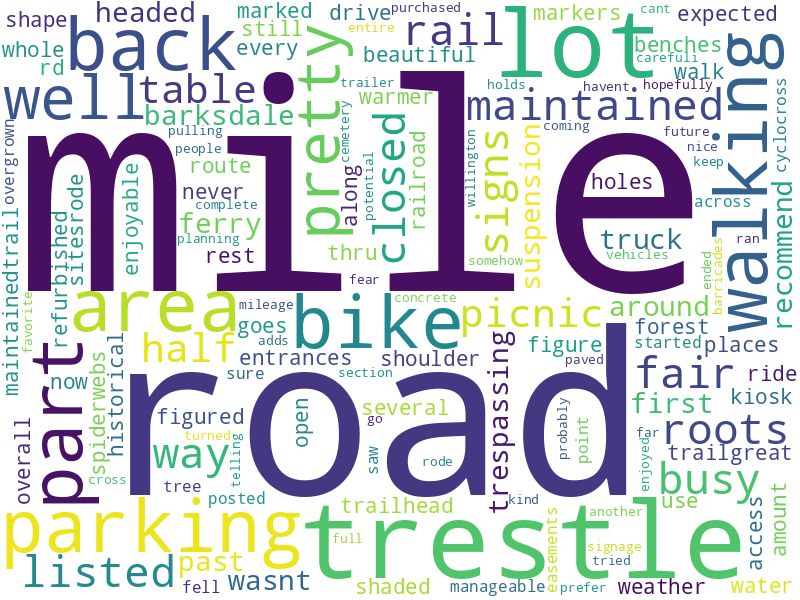 shape
headed
marked
drive
purchased
cant
markers
expected
whole
back
still
entire
rail
lot
benches
carefuli
rd
every
beautiful
walk
well
table
pretty
trailer
holds
havent
hopefully
walking
cyclocross
overgrown
barksdale
warmer
maintained
pulling
people
cemetery
railroad
closed
signs
suspension
coming
future
nice
keep
mile
route
never
along
potential
willington
holes
across
recommend
complete
ferry
planning
rest
thru
somehow
truck
vehicles
ran
ended
barricades
enjoyable
sitesrode
refurbished
maintainedtrail
favorite
fear
area
mileage
concrete
bike
goes
adds
picnic
around
forest
started
places
half
entrances
shoulder
figure
now
sure
section
paved
fair
ride
historical
spiderwebs
part
road
first
kiosk
overall
figured
open
several
go
trespassing
probably
point
roots
trailgreat
turned
way
telling
saw
rode
far
enjoyed
busy
cross
tree
posted
trailhead
kind
another
use
amount
access
parking
trestle
past
full
easements
signage
tried
listed
fell
wasnt
shaded
manageable
prefer
weather
water